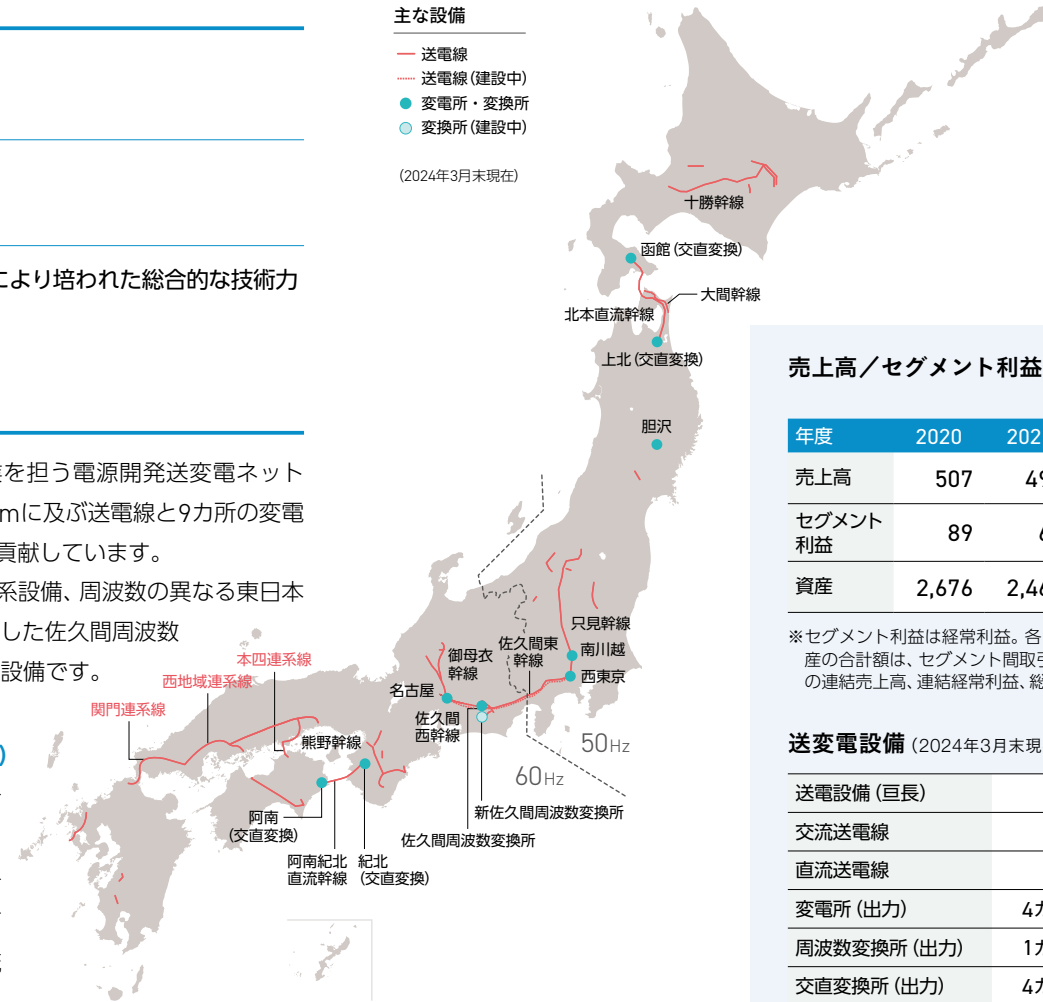 により培われた総合的な技術力
を担う電源開発送変電ネット
mに及ぶ送電線と9カ所の変電
貢献しています。
系設備、周波数の異なる東日本
した佐久間周波数
設備です。
主な設備
送電線
送電線(建設中)
変電所・変換所
変換所(建設中)
(2024年3月末現在)
十勝幹線
函館(交直変換)
大間幹線
北本直流幹線
上北(交直変換)
胆沢
只見幹線
南川越
西東京
佐久間東
幹線
御母衣
幹線
名古屋
佐久間
西幹線
本四連系線
西地域連系線
関門連系線
熊野幹線
50Hz
60Hz
新佐久間周波数変換所
佐久間周波数変換所
阿南
(交直変換)
阿南紀北
直流幹線
紀北
(交直変換)
売上高/セグメント利益
年度 2020 202
売上高 507 49
セグメント
利益 89 6
資産 2,676 2,46
※セグメント利益は経常利益。各
産の合計額は、セグメント間取引
の連結売上高、連結経常利益、総
送変電設備(2024年3月末現
送電設備(亘長)
交流送電線
直流送電線
変電所(出力) 4カ
周波数変換所(出力) 1カ
交直変換所(出力) 4カ